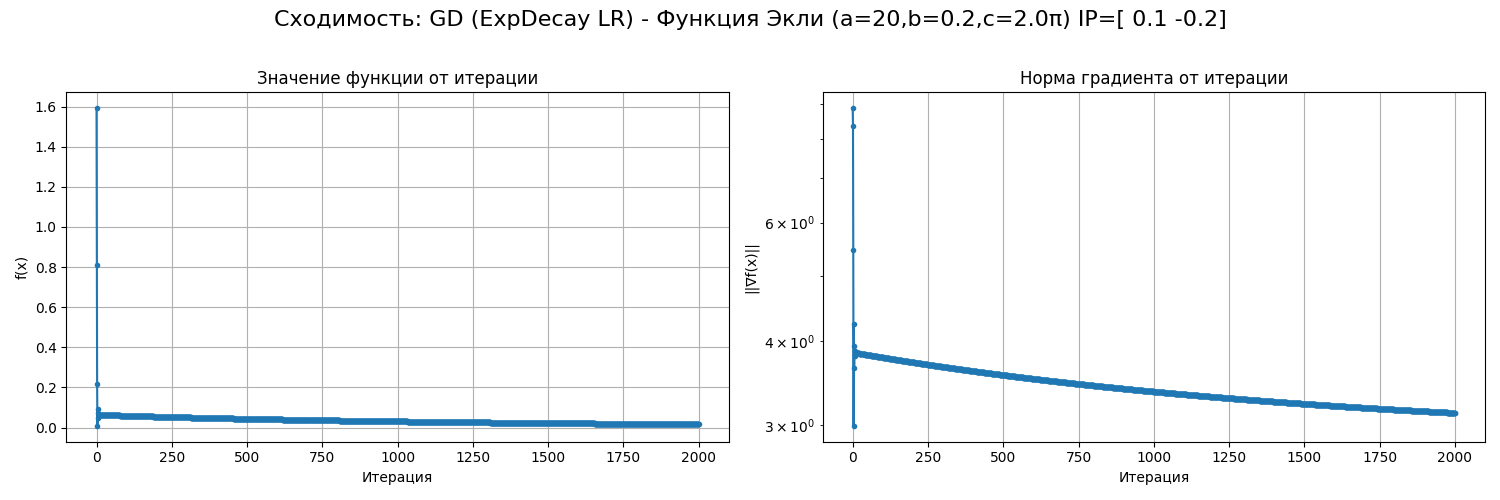 Сходимость: GD (ExpDecay LR) - Функция Экли (a=20,b=0.2,c=2.0π) IP=[ 0.1 -0.2]
Значение функции от итерации
f(x)
1.6
1.4
1.2
1.0
0.8
0.6
0.4
0.2
0.0
0 250 500 750 1000 1250 1500 1750 2000
Итерация
Норма градиента от итерации
||∇f(x)||
6 × 10⁰
4 × 10⁰
3 × 10⁰
0 250 500 750 1000 1250 1500 1750 2000
Итерация